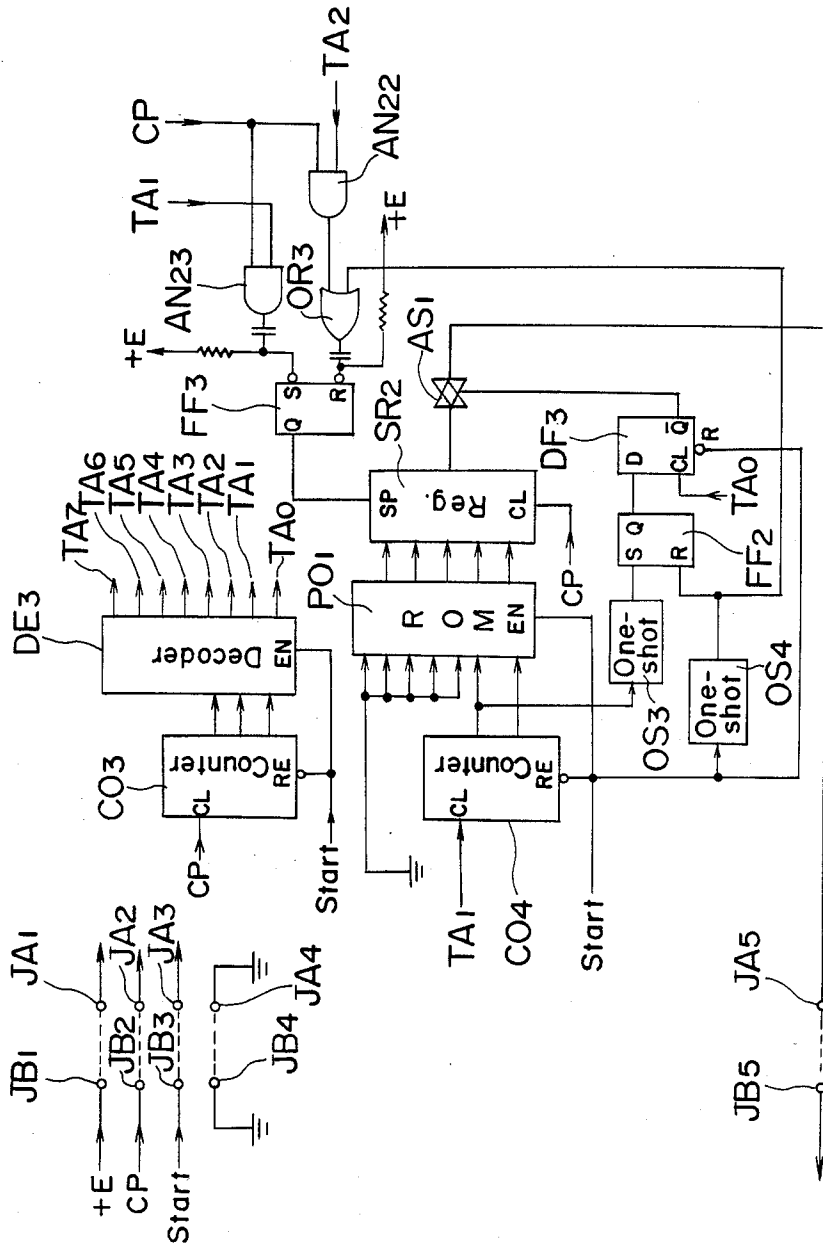 JB1
JA1
+E
CP
JB2
JA2
Start
JB3
JA3
JB4
JA4
CO3
CP
CL
Counter
RE
Start
DE3
Decoder
EN
TA7
TA6
TA5
TA4
TA3
TA2
TA1
TA0
+E
AN23
TA1
CP
FF3
Q
S
R
OR3
AN22
TA2
+E
TA1
CL
Counter
RE
CO4
Start
PO1
ROM
EN
SP
Reg.
CL
SR2
CP
AS1
One-shot
OS3
One-shot
OS4
S
Q
R
FF2
D
CL
Q̄
R
DF3
TA0
JB5
JA5